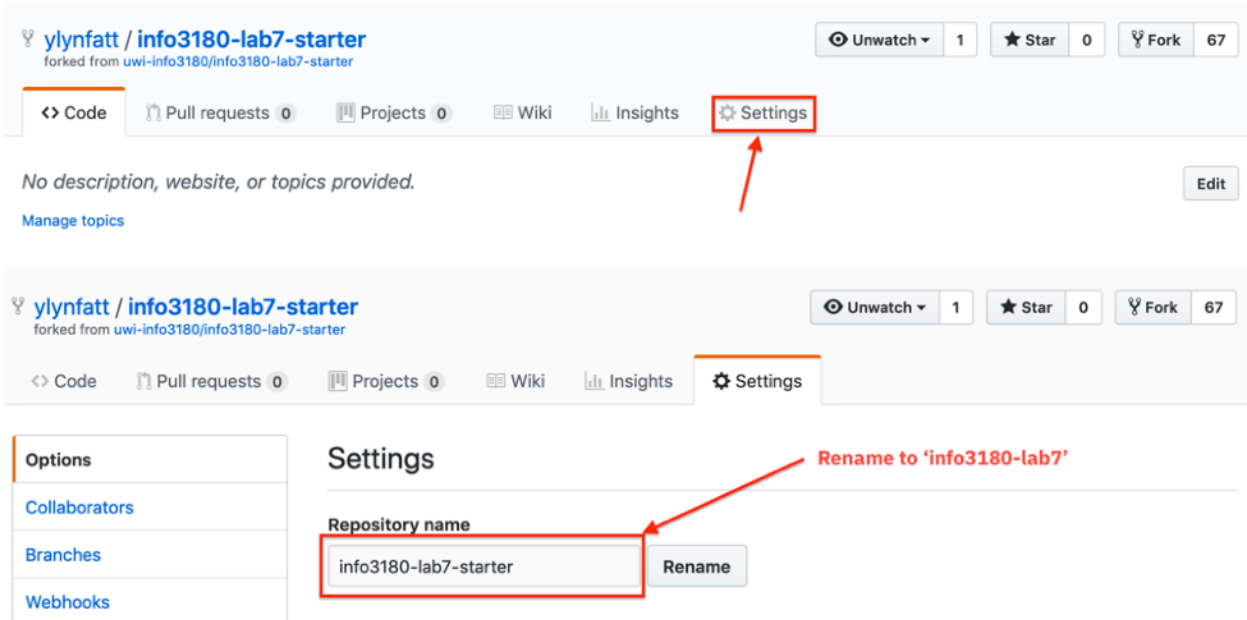 ylynfatt / info3180-lab7-starter
forked from uwi-info3180/info3180-lab7-starter
Unwatch 1 Star 0 Fork 67
<> Code Pull requests 0 Projects 0 Wiki Insights Settings
No description, website, or topics provided.
Edit
Manage topics
ylynfatt / info3180-lab7-starter
forked from uwi-info3180/info3180-lab7-starter
Unwatch 1 Star 0 Fork 67
<> Code Pull requests 0 Projects 0 Wiki Insights Settings
Options
Collaborators
Branches
Webhooks
Settings
Rename to ‘info3180-lab7’
Repository name
info3180-lab7-starter
Rename